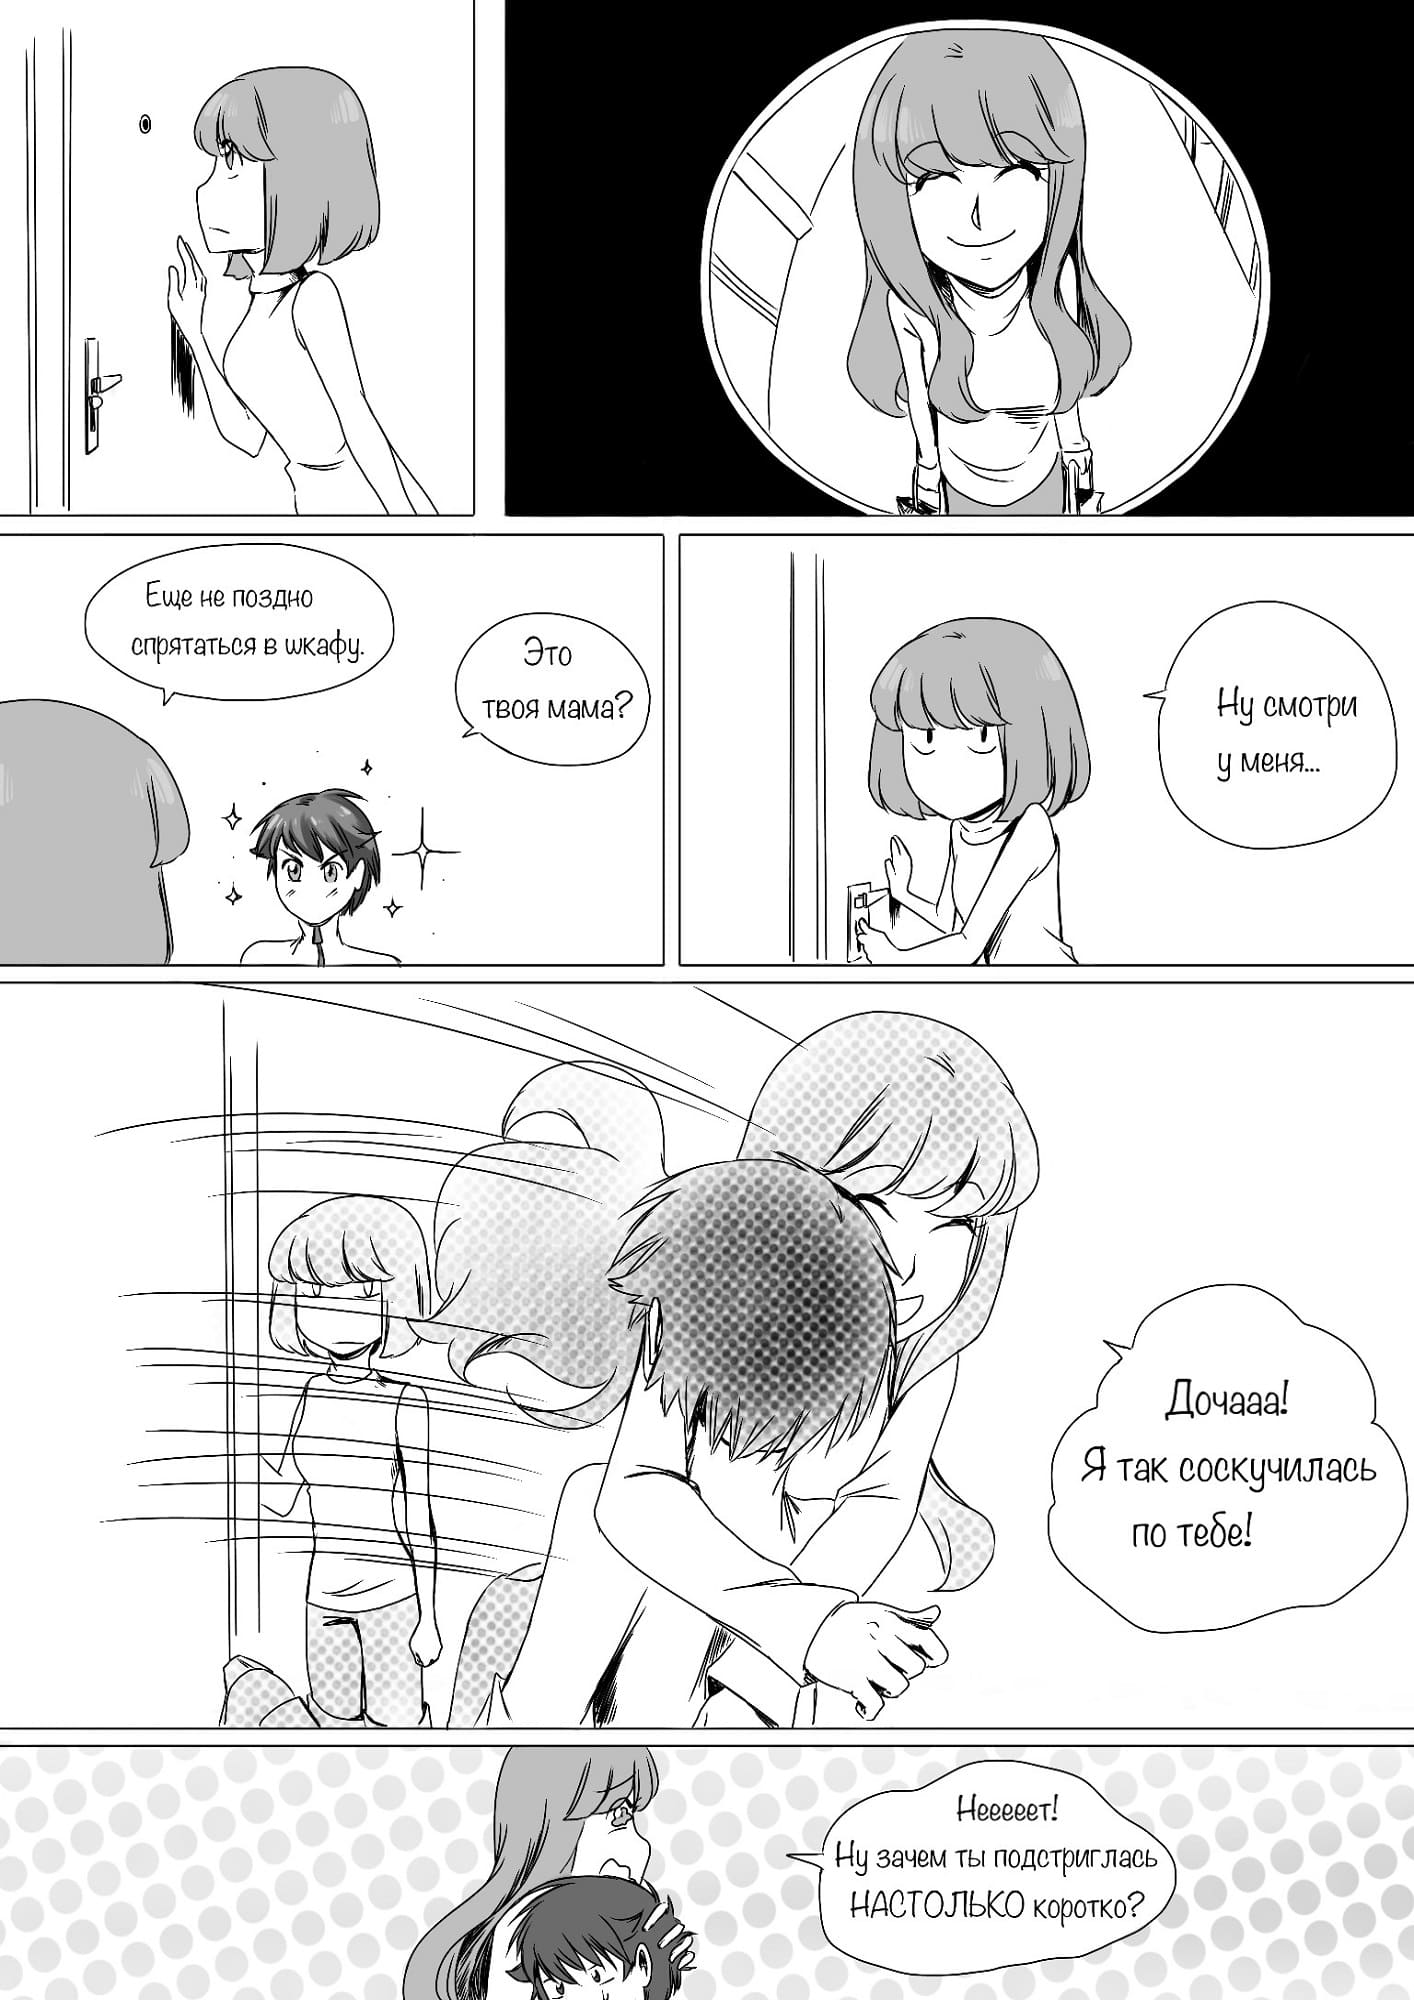 Еще не поздно
спрятаться в шкафу.
Это
твоя мама?
Ну смотри
у меня...
Дочааа!
Я так соскучилась
по тебе!
Нееееет!
Ну зачем ты подстриглась
НАСТОЛЬКО коротко?